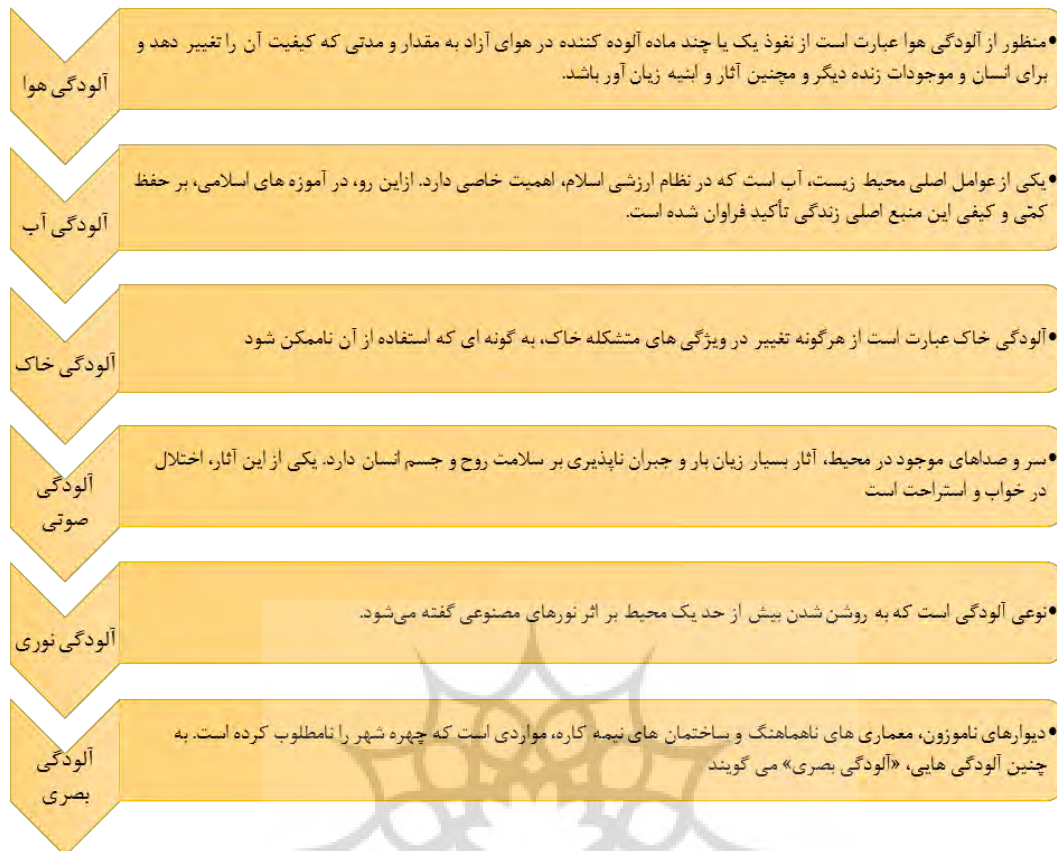 آلودگی هوا
•منظور از آلودگی هوا عبارت است از نفوذ یک یا چند ماده آلوده کننده در هوای آزاد به مقدار و مدتی که کیفیت آن را تغییر دهد و
برای انسان و موجودات زنده دیگر و مچنین آثار و ابنیه زیان آور باشد.
آلودگی آب
•یکی از عوامل اصلی محیط زیست، آب است که در نظام ارزشی اسلام، اهمیت خاصی دارد. ازاین رو، در آموزه های اسلامی، بر حفظ
کمّی و کیفی این منبع اصلی زندگی تأکید فراوان شده است.
آلودگی خاک
•آلودگی خاک عبارت است از هرگونه تغییر در ویژگی های متشکله خاک، به گونه ای که استفاده از آن ناممکن شود
آلودگی
صوتی
•سر و صداهای موجود در محیط، آثار بسیار زیان بار و جبران ناپذیری بر سلامت روح و جسم انسان دارد. یکی از این آثار، اختلال
در خواب و استراحت است
آلودگی نوری
•نوعی آلودگی است که به روشن شدن بیش از حد یک محیط بر اثر نورهای مصنوعی گفته می‌شود.
آلودگی
بصری
•دیوارهای ناموزون، معماری های ناهماهنگ و ساختمان های نیمه کاره، مواردی است که چهره شهر را نامطلوب کرده است. به
چنین آلودگی هایی، «آلودگی بصری» می گویند